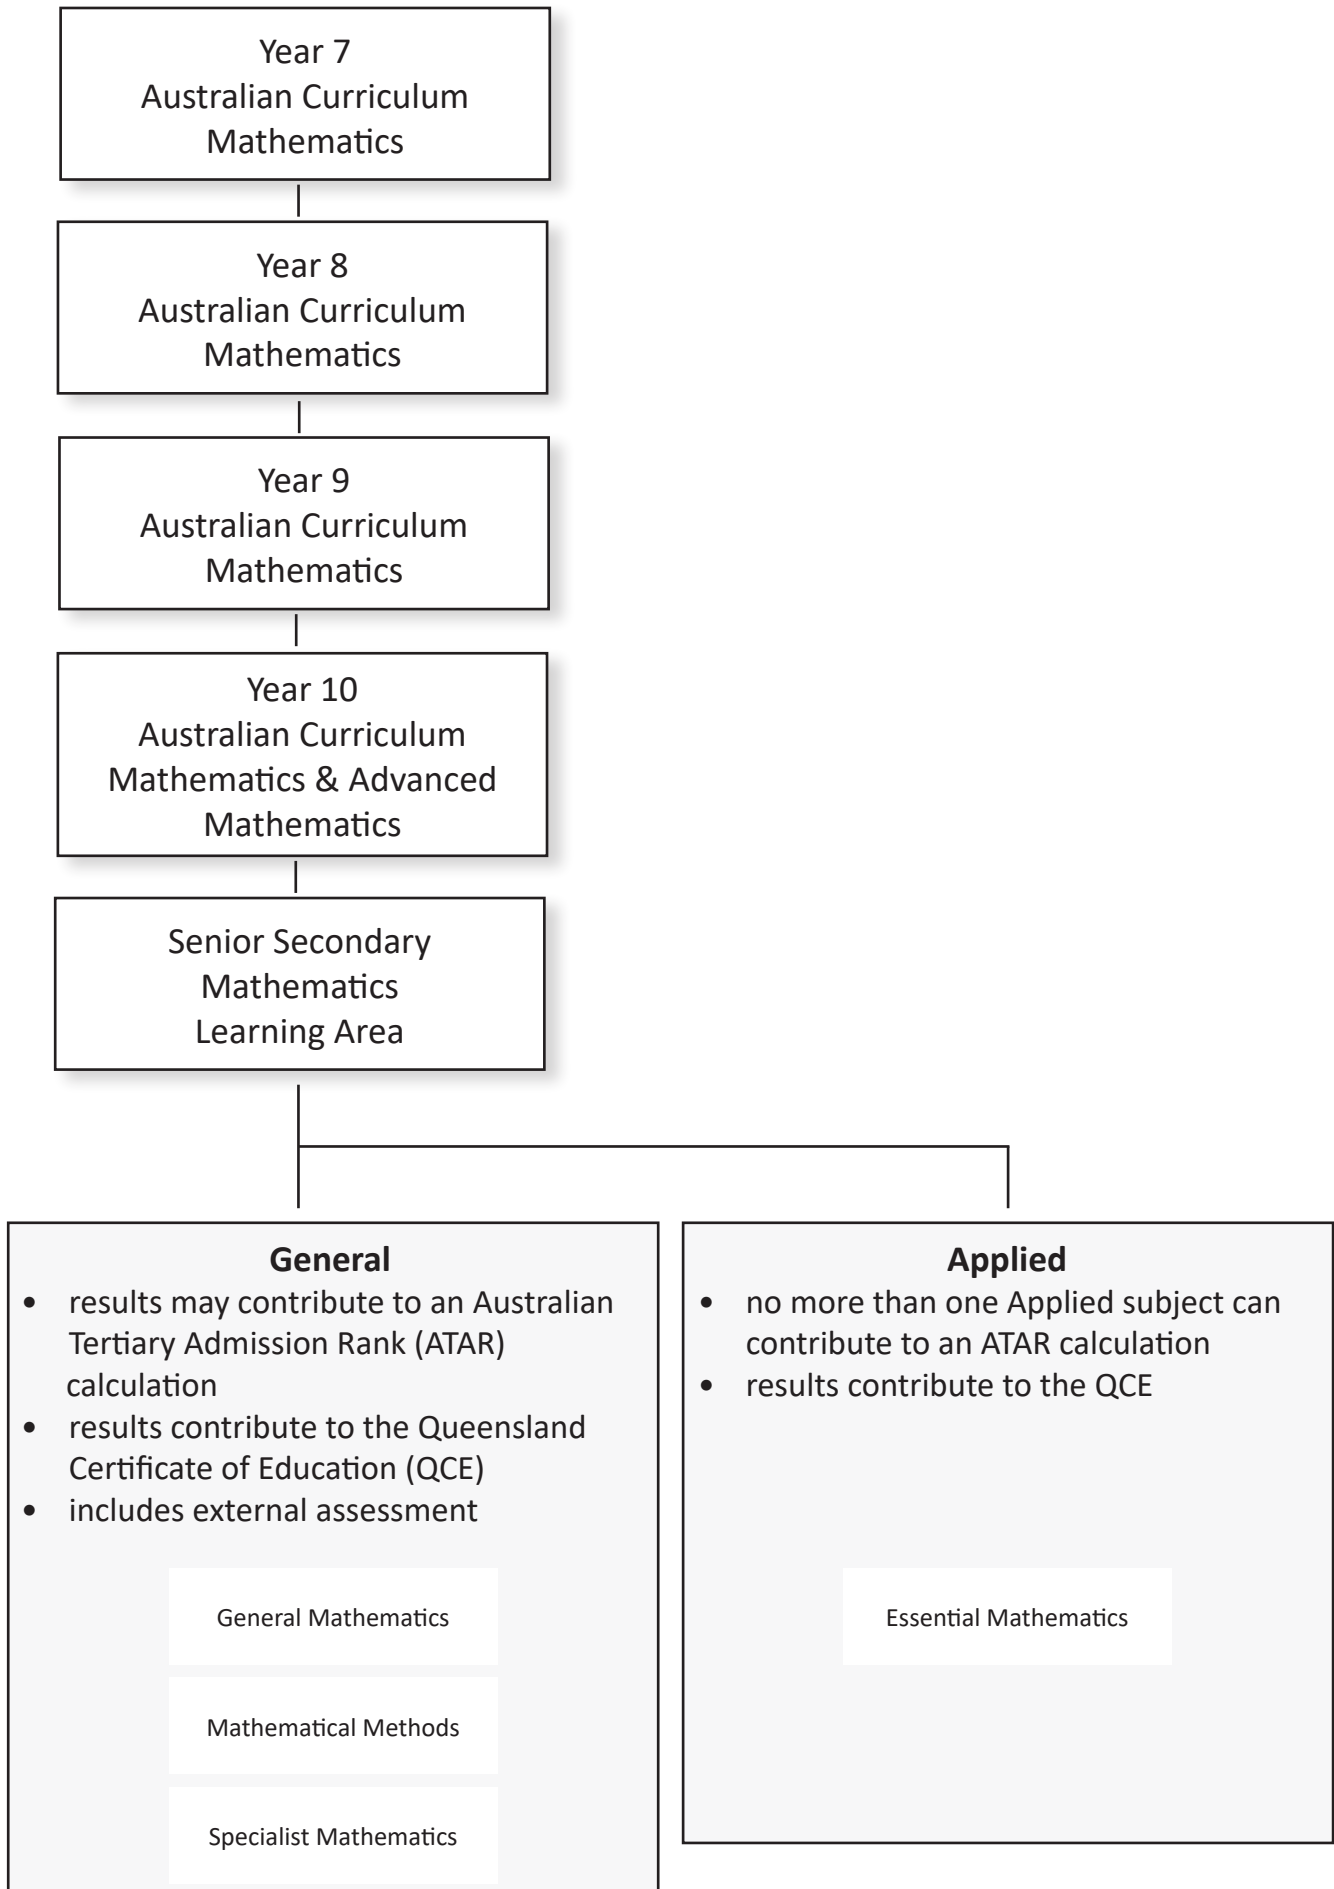 Year 7
Australian Curriculum
Mathematics
Year 8
Australian Curriculum
Mathematics
Year 9
Australian Curriculum
Mathematics
Year 10
Australian Curriculum
Mathematics & Advanced
Mathematics
Senior Secondary
Mathematics
Learning Area
General
• results may contribute to an Australian
Tertiary Admission Rank (ATAR)
calculation
• results contribute to the Queensland
Certificate of Education (QCE)
• includes external assessment
General Mathematics
Mathematical Methods
Specialist Mathematics
Applied
• no more than one Applied subject can
contribute to an ATAR calculation
• results contribute to the QCE
Essential Mathematics